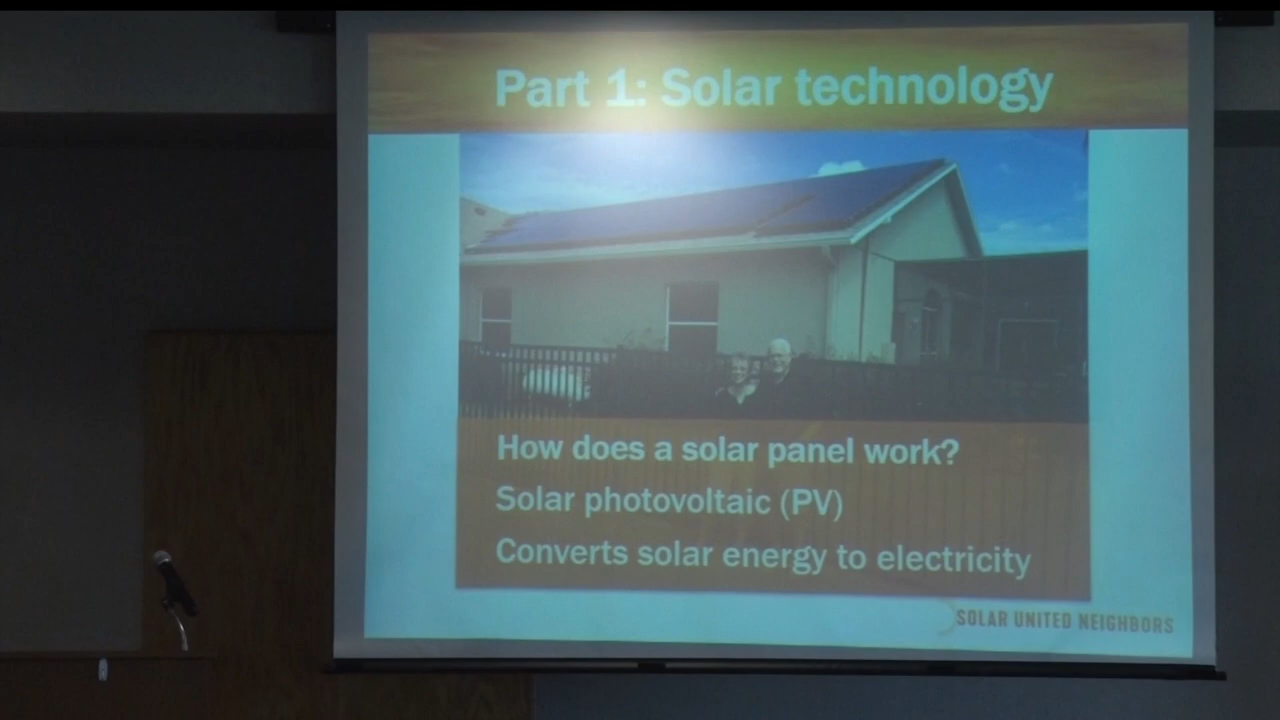 Part 1: Solar technology
How does a solar panel work?
Solar photovoltaic (PV)
Converts solar energy to electricity
SOLAR UNITED NEIGHBORS